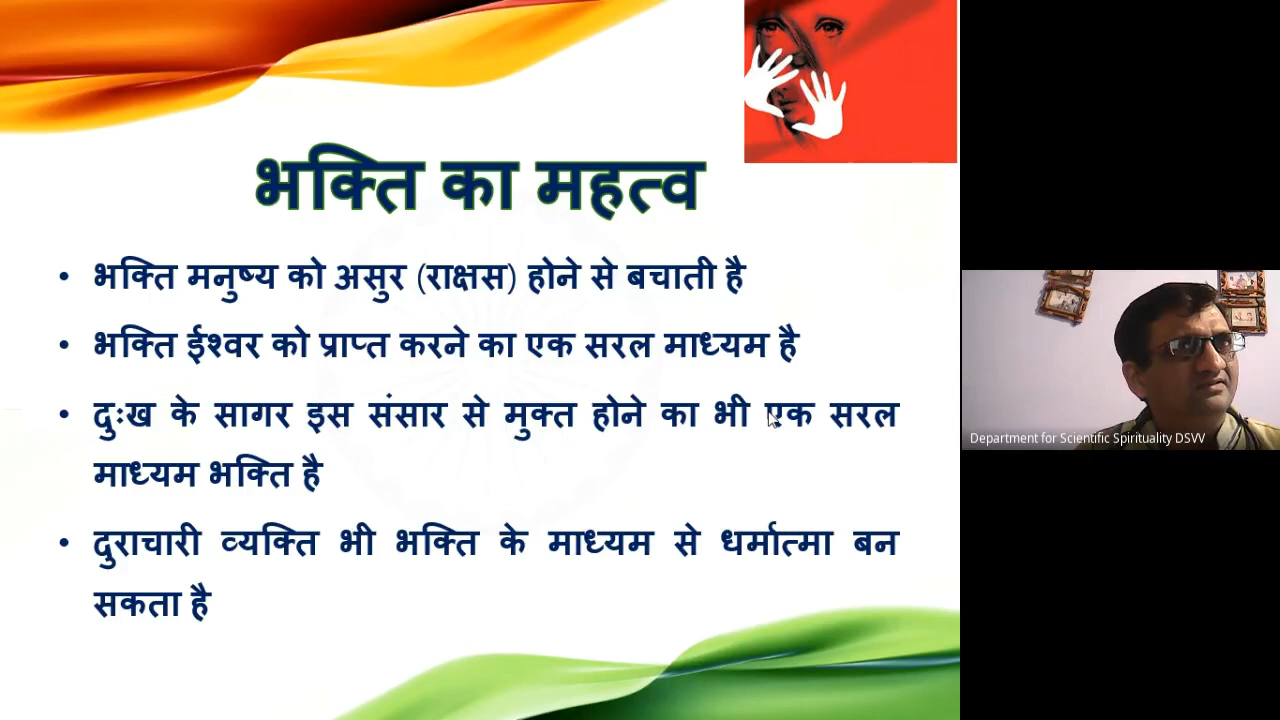 भक्ति का महत्व
• भक्ति मनुष्य को असुर (राक्षस) होने से बचाती है
• भक्ति ईश्वर को प्राप्त करने का एक सरल माध्यम है
• दुःख के सागर इस संसार से मुक्त होने का भी एक सरल
माध्यम भक्ति है
• दुराचारी व्यक्ति भी भक्ति के माध्यम से धर्मात्मा बन
सकता है
Department for Scientific Spirituality DSVV